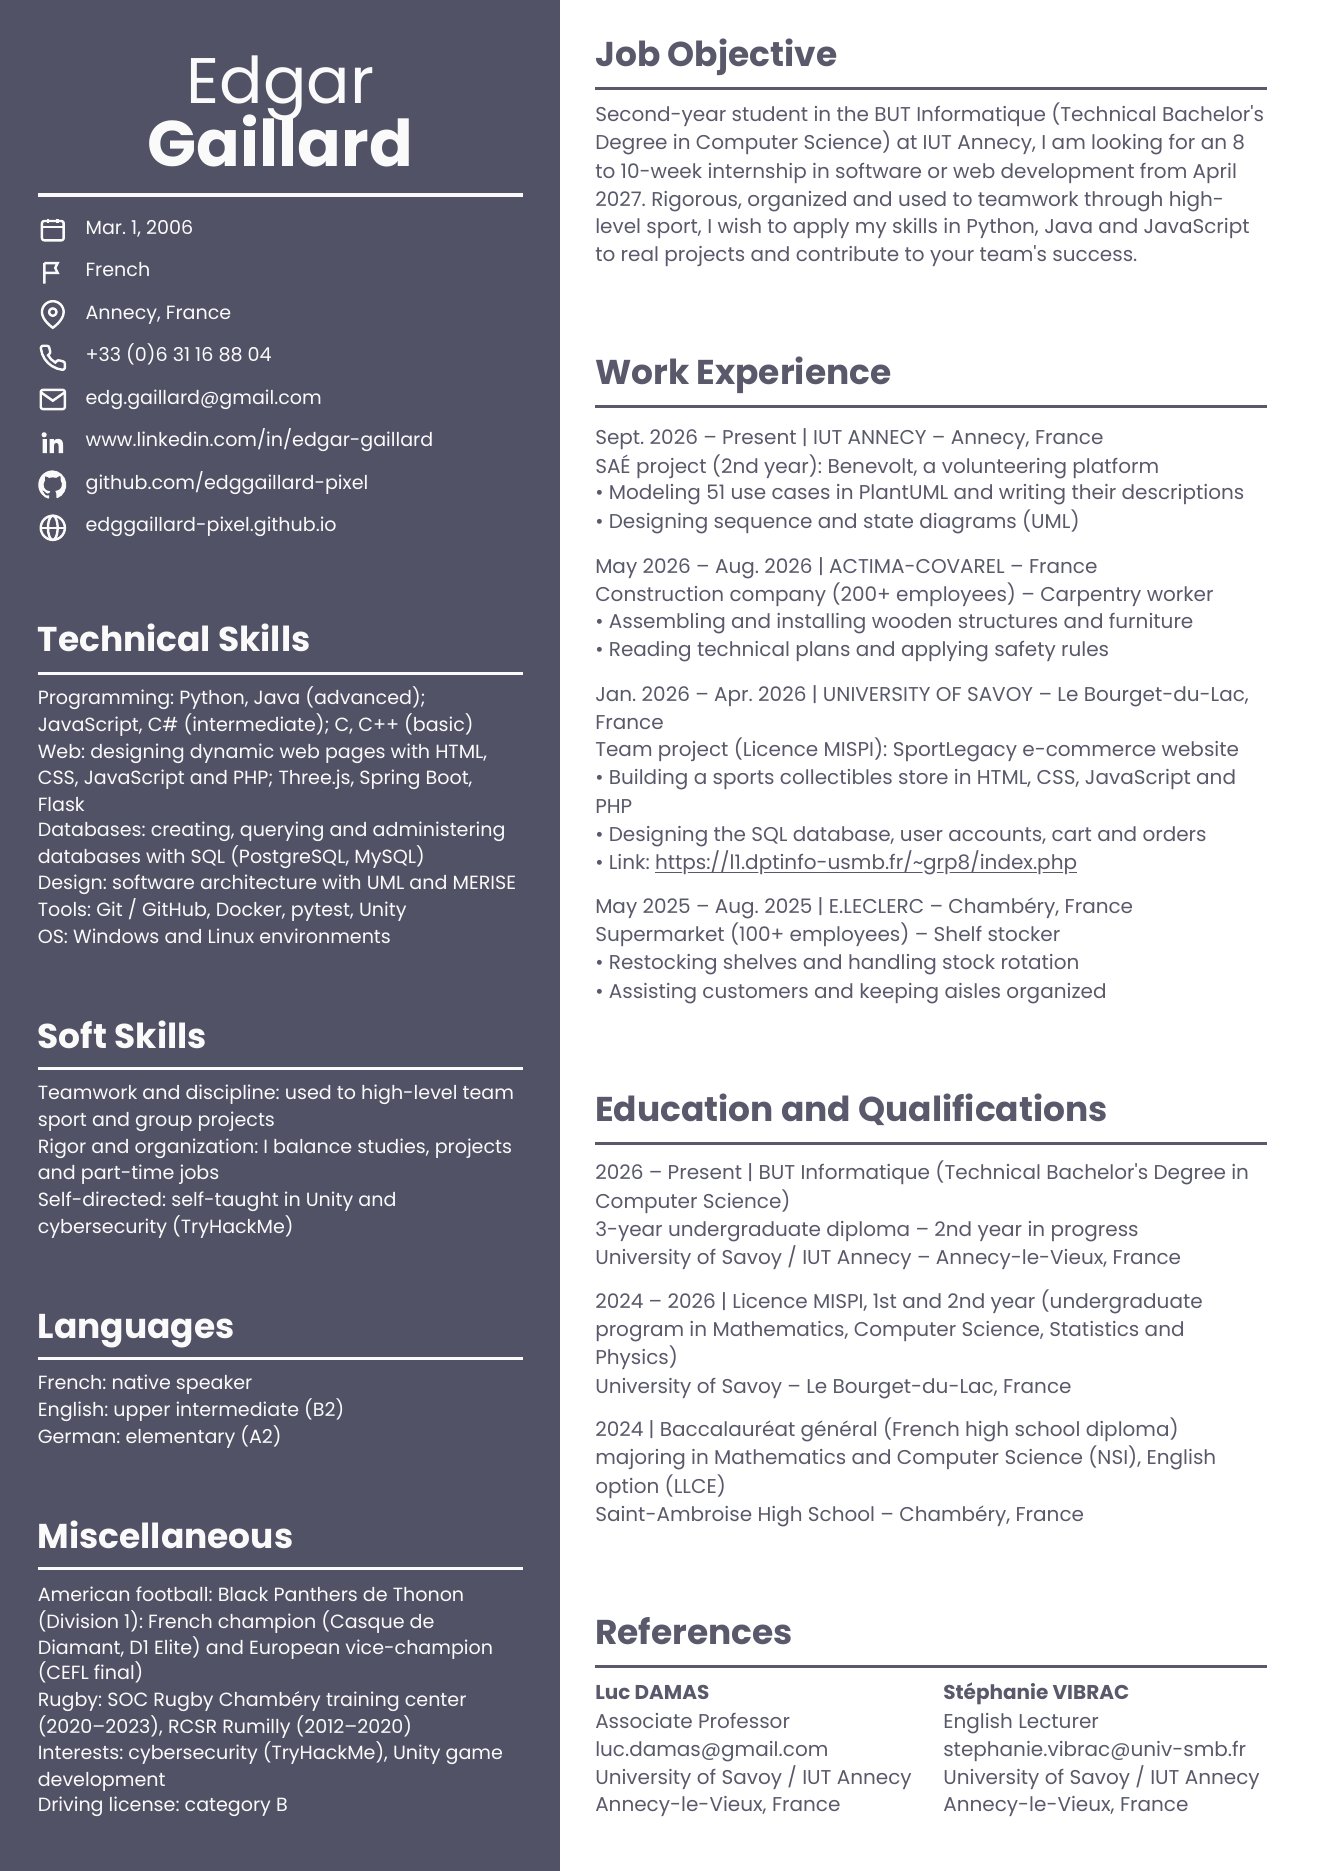 Edgar
Gaillard
Mar. 1, 2006
French
Annecy, France
+33 (0)6 31 16 88 04
edg.gaillard@gmail.com
www.linkedin.com/in/edgar-gaillard
github.com/edggaillard-pixel
edggaillard-pixel.github.io
Technical Skills
Programming: Python, Java (advanced);
JavaScript, C# (intermediate); C, C++ (basic)
Web: designing dynamic web pages with HTML,
CSS, JavaScript and PHP; Three.js, Spring Boot,
Flask
Databases: creating, querying and administering
databases with SQL (PostgreSQL, MySQL)
Design: software architecture with UML and MERISE
Tools: Git / GitHub, Docker, pytest, Unity
OS: Windows and Linux environments
Soft Skills
Teamwork and discipline: used to high-level team
sport and group projects
Rigor and organization: I balance studies, projects
and part-time jobs
Self-directed: self-taught in Unity and
cybersecurity (TryHackMe)
Languages
French: native speaker
English: upper intermediate (B2)
German: elementary (A2)
Miscellaneous
American football: Black Panthers de Thonon
(Division 1): French champion (Casque de
Diamant, D1 Elite) and European vice-champion
(CEFL final)
Rugby: SOC Rugby Chambéry training center
(2020–2023), RCSR Rumilly (2012–2020)
Interests: cybersecurity (TryHackMe), Unity game
development
Driving license: category B
Job Objective
Second-year student in the BUT Informatique (Technical Bachelor's
Degree in Computer Science) at IUT Annecy, I am looking for an 8
to 10-week internship in software or web development from April
2027. Rigorous, organized and used to teamwork through high-
level sport, I wish to apply my skills in Python, Java and JavaScript
to real projects and contribute to your team's success.
Work Experience
Sept. 2026 – Present | IUT ANNECY – Annecy, France
SAÉ project (2nd year): Benevolt, a volunteering platform
• Modeling 51 use cases in PlantUML and writing their descriptions
• Designing sequence and state diagrams (UML)
May 2026 – Aug. 2026 | ACTIMA-COVAREL – France
Construction company (200+ employees) – Carpentry worker
• Assembling and installing wooden structures and furniture
• Reading technical plans and applying safety rules
Jan. 2026 – Apr. 2026 | UNIVERSITY OF SAVOY – Le Bourget-du-Lac,
France
Team project (Licence MISPI): SportLegacy e-commerce website
• Building a sports collectibles store in HTML, CSS, JavaScript and
PHP
• Designing the SQL database, user accounts, cart and orders
• Link: https://l1.dptinfo-usmb.fr/~grp8/index.php
May 2025 – Aug. 2025 | E.LECLERC – Chambéry, France
Supermarket (100+ employees) – Shelf stocker
• Restocking shelves and handling stock rotation
• Assisting customers and keeping aisles organized
Education and Qualifications
2026 – Present | BUT Informatique (Technical Bachelor's Degree in
Computer Science)
3-year undergraduate diploma – 2nd year in progress
University of Savoy / IUT Annecy – Annecy-le-Vieux, France
2024 – 2026 | Licence MISPI, 1st and 2nd year (undergraduate
program in Mathematics, Computer Science, Statistics and
Physics)
University of Savoy – Le Bourget-du-Lac, France
2024 | Baccalauréat général (French high school diploma)
majoring in Mathematics and Computer Science (NSI), English
option (LLCE)
Saint-Ambroise High School – Chambéry, France
References
Luc DAMAS
Associate Professor
luc.damas@gmail.com
University of Savoy / IUT Annecy
Annecy-le-Vieux, France
Stéphanie VIBRAC
English Lecturer
stephanie.vibrac@univ-smb.fr
University of Savoy / IUT Annecy
Annecy-le-Vieux, France